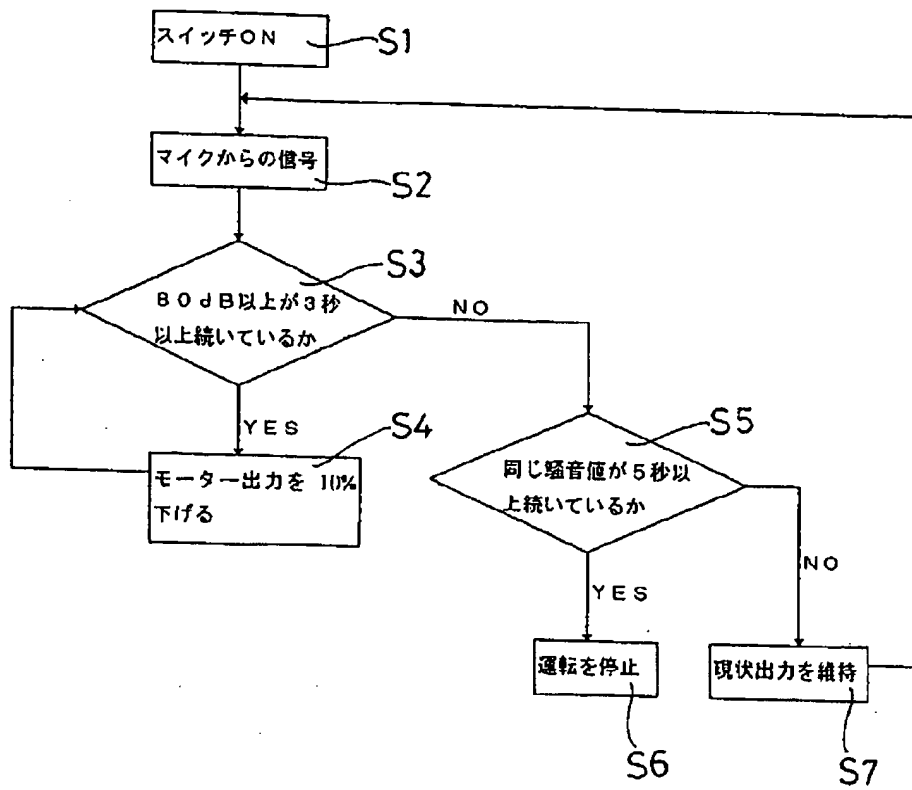 スイッチON
S1
マイクからの信号
S2
S3
80dB以上が3秒
以上続いているか
NO
YES
S4
モーター出力を 10%
下げる
S5
同じ騒音値が5秒以
上続いているか
NO
YES
運転を停止
現状出力を維持
S6
S7